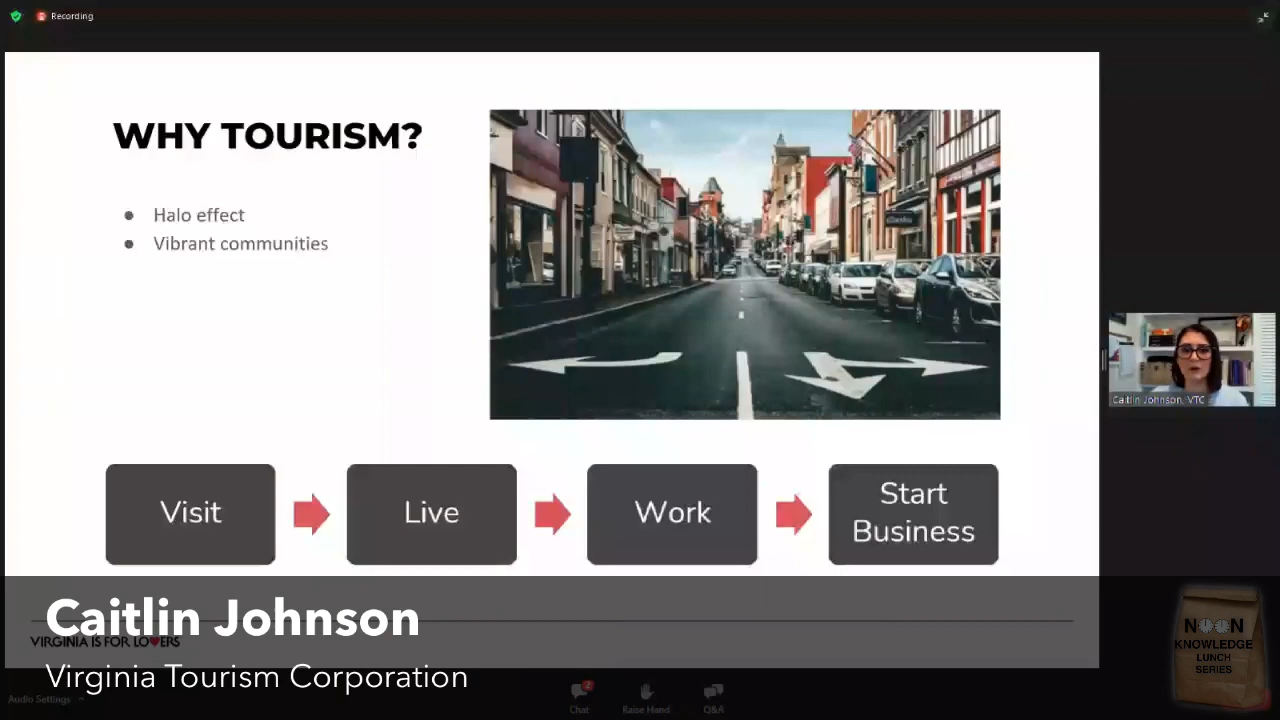 Recording
WHY TOURISM?
● Halo effect
● Vibrant communities
Visit
Live
Work
Start
Business
Caitlin Johnson, VTC
Caitlin Johnson
VIRGINIA IS FOR LOVERS
Virginia Tourism Corporation
NOON
KNOWLEDGE
LUNCH
SERIES
Audio Settings
2
Chat
Raise Hand
Q&A